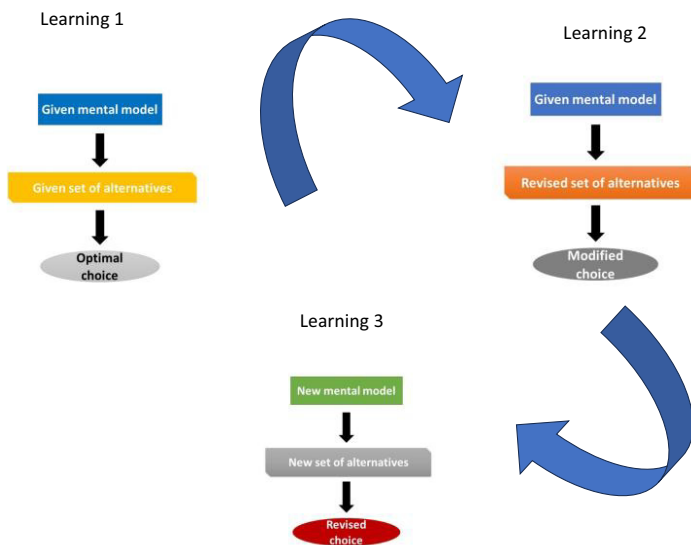 Learning 1
Given mental model
Given set of alternatives
Optimal
choice
Learning 2
Given mental model
Revised set of alternatives
Modified
choice
Learning 3
New mental model
New set of alternatives
Revised
choice